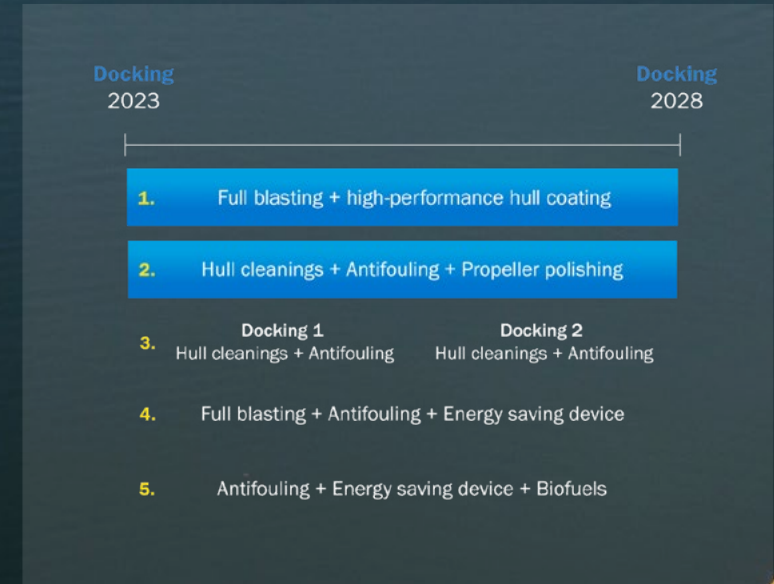 Docking
2023
Docking
2028
1. Full blasting + high-performance hull coating
2. Hull cleanings + Antifouling + Propeller polishing
3. Docking 1
Hull cleanings + Antifouling
Docking 2
Hull cleanings + Antifouling
4. Full blasting + Antifouling + Energy saving device
5. Antifouling + Energy saving device + Biofuels